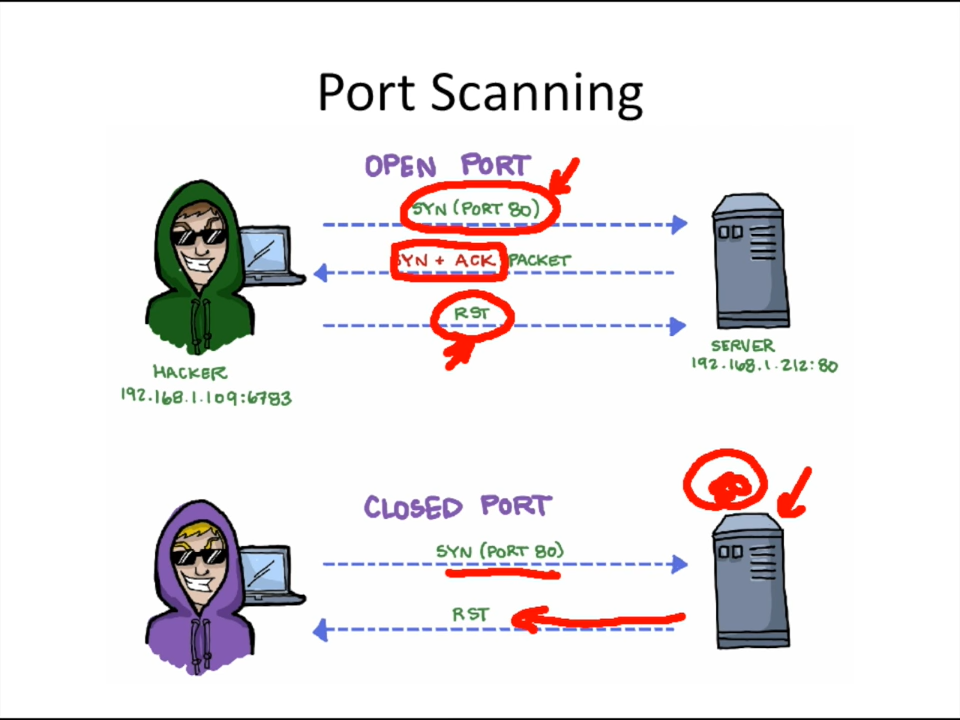 Port Scanning
OPEN PORT
SYN (PORT 80)
SYN + ACK PACKET
RST
HACKER
192.168.1.109:6783
SERVER
192.168.1.212:80
CLOSED PORT
SYN (PORT 80)
RST